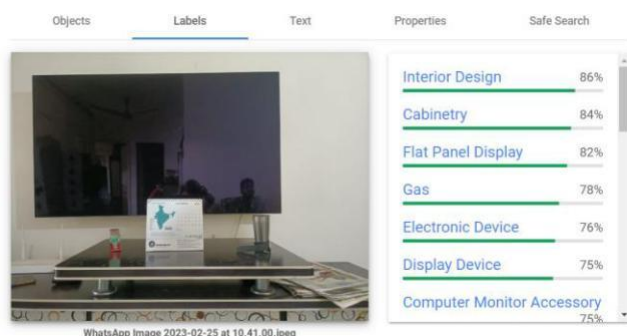 Objects
Labels
Text
Properties
Safe Search
Interior Design 86%
Cabinetry 84%
Flat Panel Display 82%
Gas 78%
Electronic Device 76%
Display Device 75%
Computer Monitor Accessory
75%
WhatsApp Image 2023-02-25 at 10.41.00.jpeg